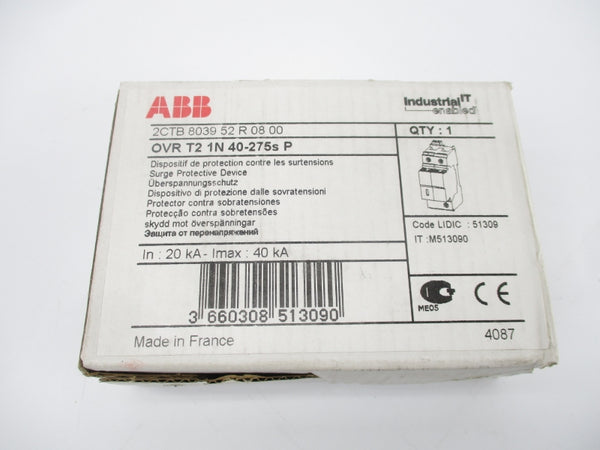 ABB
Industrial IT
enabled
2CTB 8039 52 R 08 00
QTY : 1
OVR T2 1N 40-275s P
Dispositif de protection contre les surtensions
Surge Protective Device
Überspannungsschutz
Dispositivo di protezione dalle sovratensioni
Protector contra sobratensiones
Protecção contra sobretensões
skydd mot överspänningar
Защита от перенапряжений
Code LIDIC : 51309
IT :M513090
In : 20 kA - Imax : 40 kA
3 660308 513090
ME05
CE
Made in France
4087